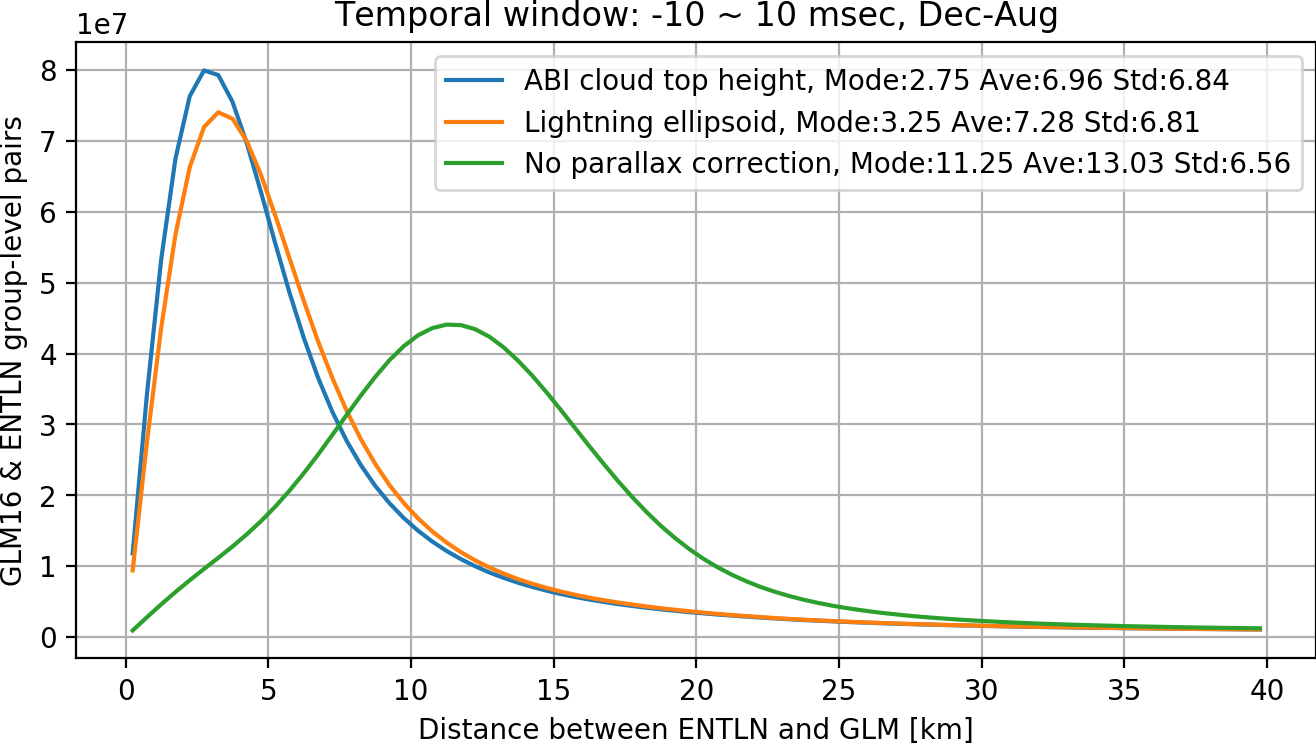 Temporal window: -10 ~ 10 msec, Dec-Aug
1e7
GLM16 & ENTLN group-level pairs
8
7
6
5
4
3
2
1
0
ABI cloud top height, Mode:2.75 Ave:6.96 Std:6.84
Lightning ellipsoid, Mode:3.25 Ave:7.28 Std:6.81
No parallax correction, Mode:11.25 Ave:13.03 Std:6.56
0 5 10 15 20 25 30 35 40
Distance between ENTLN and GLM [km]